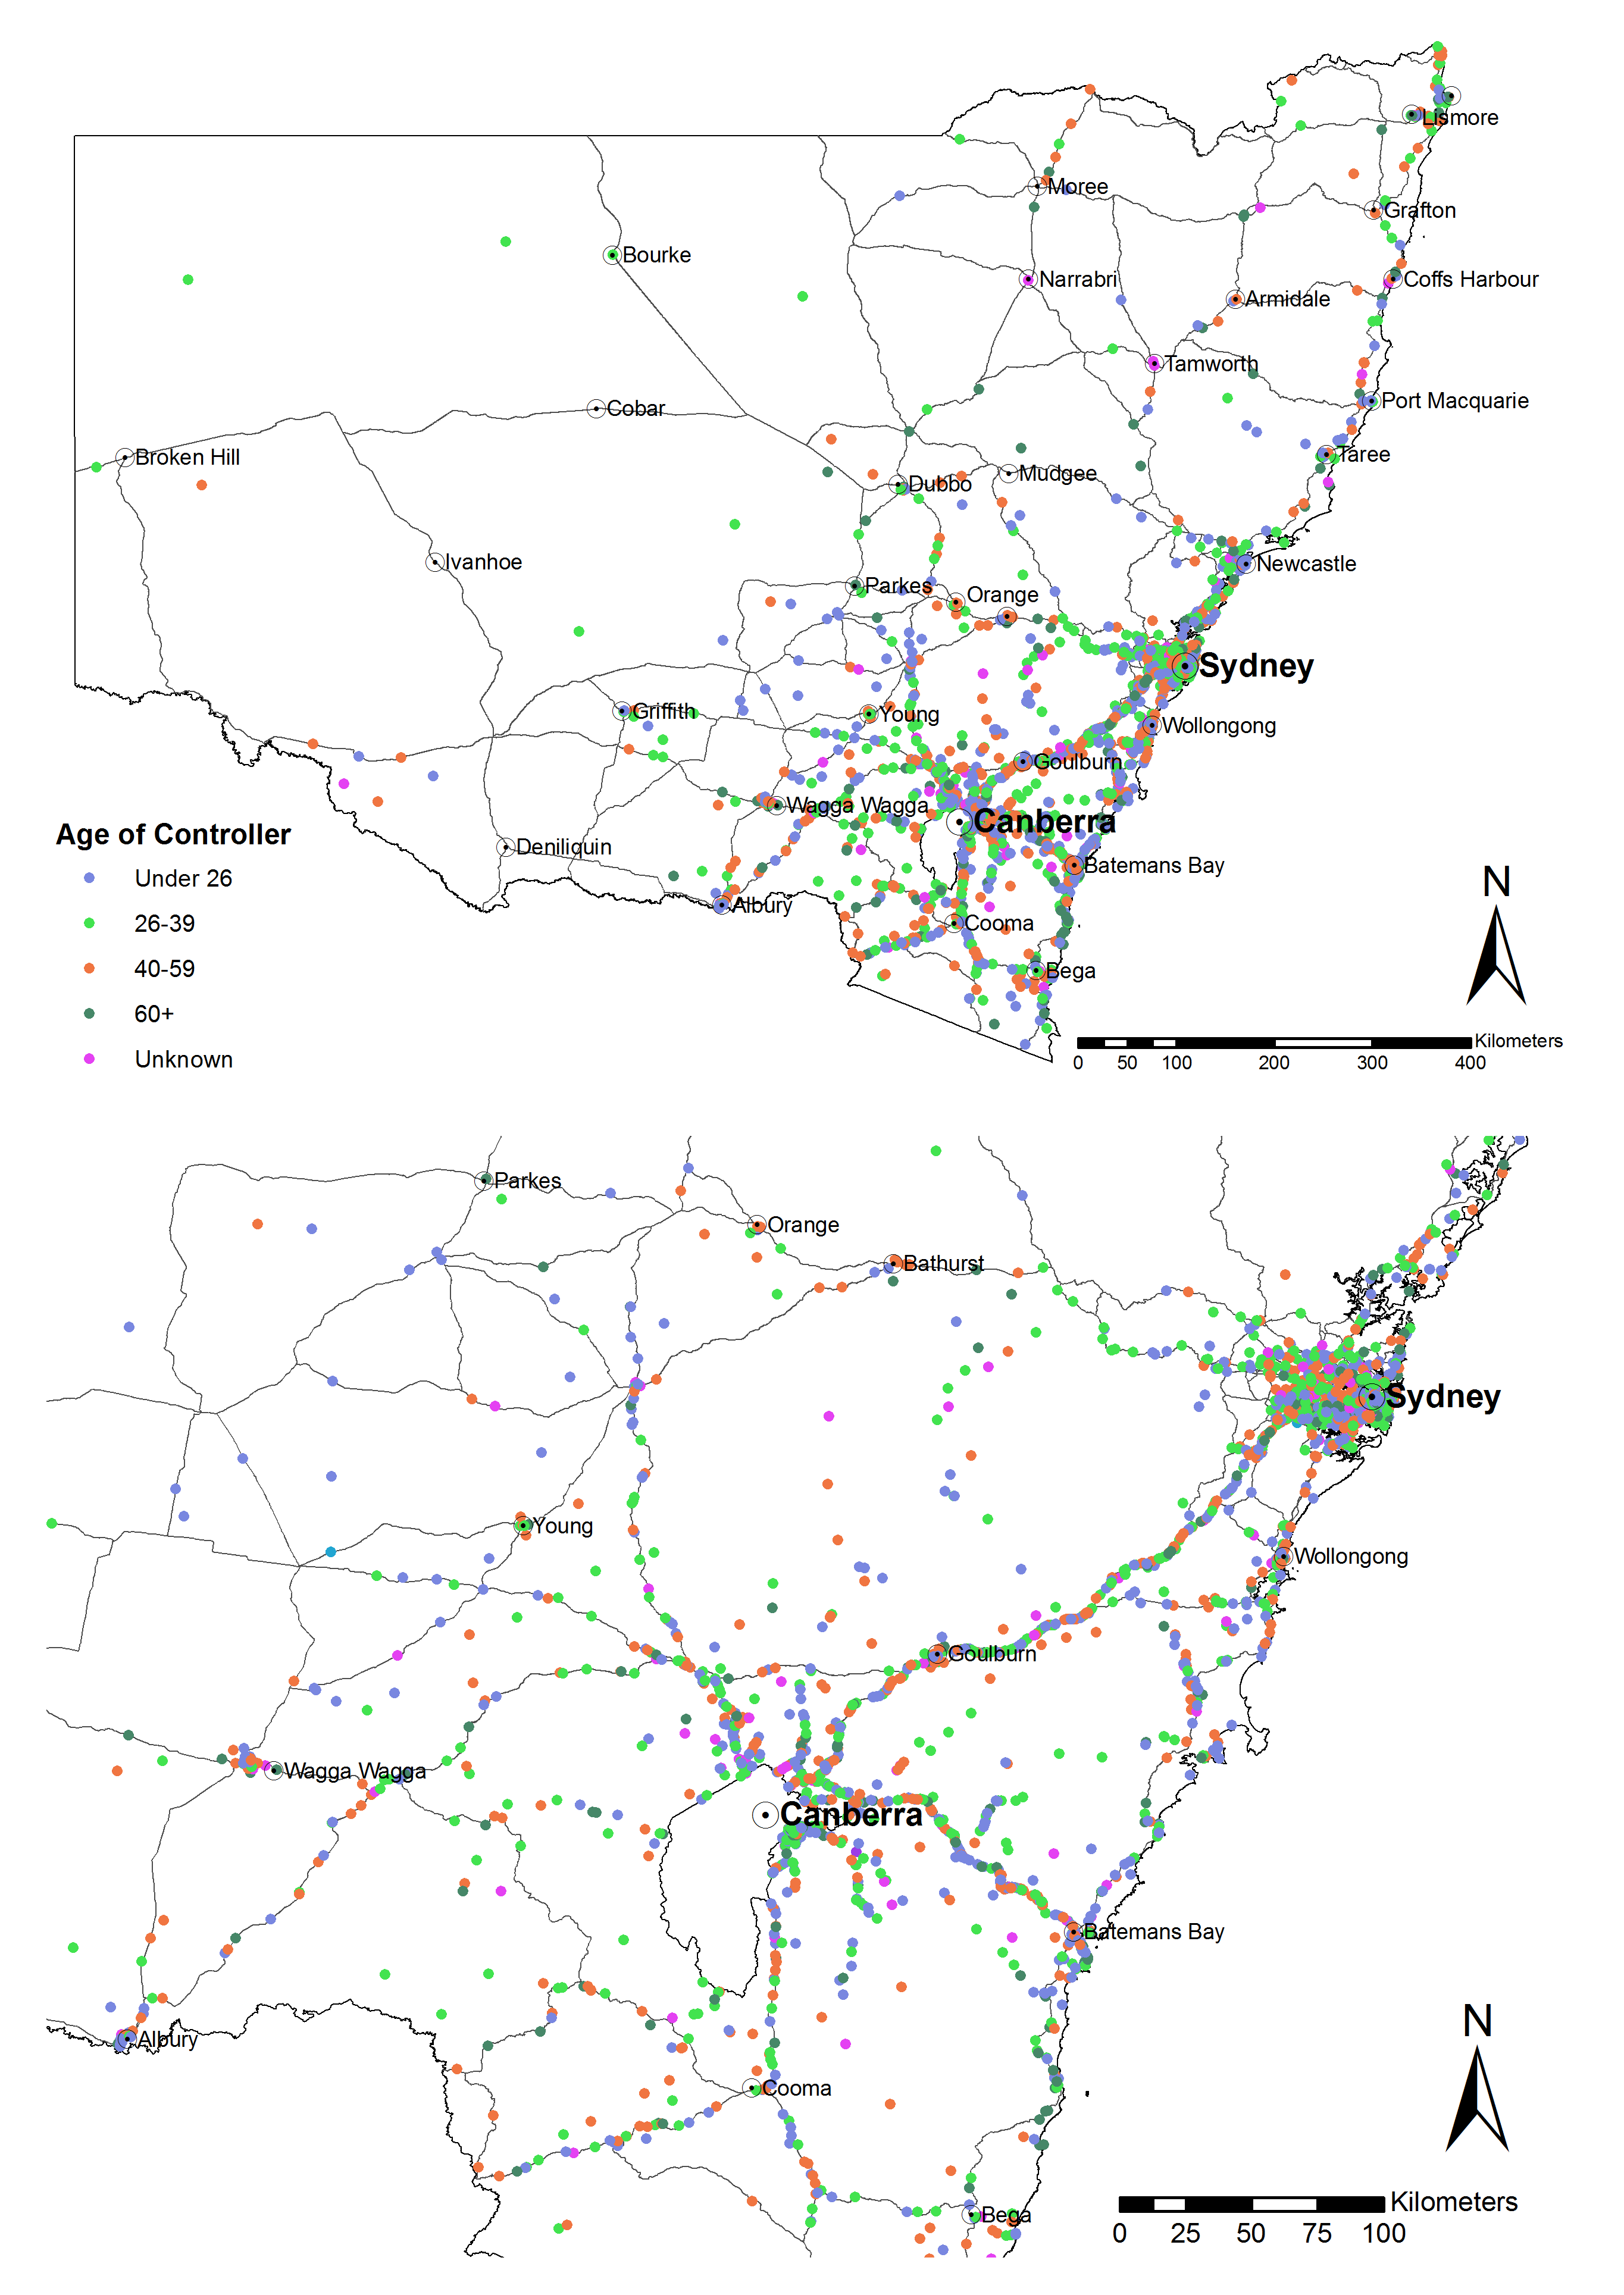 Lismore
Moree
Grafton
Bourke
Narrabri
Coffs Harbour
Armidale
Tamworth
Port Macquarie
Cobar
Broken Hill
Taree
Mudgee
Dubbo
Ivanhoe
Newcastle
Parkes
Orange
Sydney
Griffith
Young
Wollongong
Goulburn
Wagga Wagga
Canberra
Age of Controller
Deniliquin
Batemans Bay
Under 26
N
Albury
26-39
Cooma
40-59
Bega
60+
Kilometers
Unknown
0 50 100 200 300 400
Parkes
Orange
Bathurst
Sydney
Young
Wollongong
Goulburn
Wagga Wagga
Canberra
Batemans Bay
N
Albury
Cooma
Kilometers
Bega
0 25 50 75 100